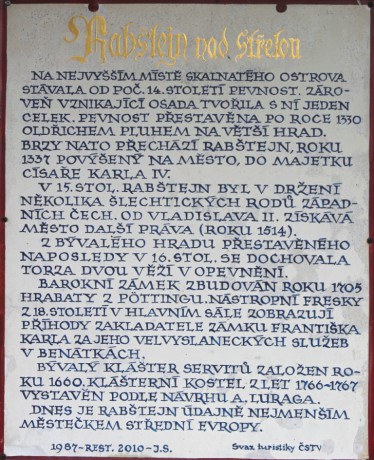 Rabštejn nad Střelou
NA NEJVYŠŠÍM MÍSTĚ SKALNATÉHO OSTROVA
STÁVALA OD POČ. 14. STOLETÍ PEVNOST. ZÁRO-
VEŇ VZNIKAJÍCÍ OSADA TVOŘILA S NÍ JEDEN
CELEK. PEVNOST PŘESTAVĚNA PO ROCE 1330
OLDŘICHEM PLUHEM NA VĚTŠÍ HRAD.
BRZY NATO PŘECHÁZÍ RABŠTEJN, ROKU
1337 POVÝŠENÝ NA MĚSTO, DO MAJETKU
CÍSAŘE KARLA IV.
V 15. STOL. RABŠTEJN BYL V DRŽENÍ
NĚKOLIKA ŠLECHTICKÝCH RODŮ ZÁPAD-
NÍCH ČECH. OD VLADISLAVA II. ZÍSKÁVÁ
MĚSTO DALŠÍ PRÁVA (ROKU 1514).
Z BÝVALÉHO HRADU PŘESTAVĚNÉHO
NAPOSLEDY V 16. STOL. SE DOCHOVALA
TORZA DVOU VĚŽÍ V OPEVNĚNÍ.
BAROKNÍ ZÁMEK ZBUDOVÁN ROKU 1705
HRABATY Z PÖTTINGU. NÁSTROPNÍ FRESKY
Z 18. STOLETÍ V HLAVNÍM SÁLE ZOBRAZUJÍ
PŘÍHODY ZAKLADATELE ZÁMKU FRANTIŠKA
KARLA ZA JEHO VELVYSLANECKÝCH SLUŽEB
V BENÁTKÁCH.
BÝVALÝ KLÁŠTER SERVITŮ ZALOŽEN RO-
KU 1660. KLÁŠTERNÍ KOSTEL Z LET 1766-1767
VYSTAVĚN PODLE NÁVRHU A. LURAGA.
DNES JE RABŠTEJN ÚDAJNĚ NEJMENŠÍM
MĚSTEČKEM STŘEDNÍ EVROPY.
1987-REST. 2010-J.S. Svaz turistiky ČSTV